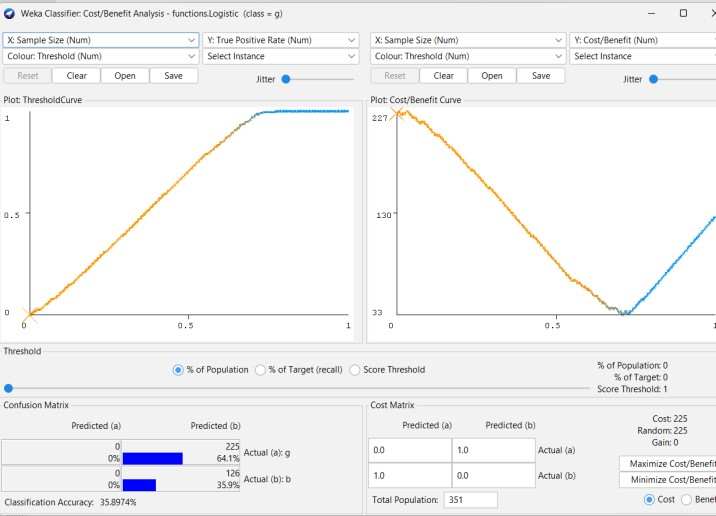 Weka Classifier: Cost/Benefit Analysis - functions.Logistic (class = g)
X: Sample Size (Num) Y: True Positive Rate (Num) X: Sample Size (Num) Y: Cost/Benefit (Num)
Colour: Threshold (Num) Select Instance Colour: Threshold (Num) Select Instance
Reset Clear Open Save Jitter Reset Clear Open Save Jitter
Plot: ThresholdCurve Plot: Cost/Benefit Curve
1 227
0.5 130
0 33
0 0.5 1 0 0.5 1
Threshold
% of Population % of Target (recall) Score Threshold
% of Population: 0
% of Target: 0
Score Threshold: 1
Confusion Matrix Cost Matrix
Predicted (a) Predicted (b) Predicted (a) Predicted (b)
0 225
0% 64.1% Actual (a): g
0 126
0% 35.9% Actual (b): b
Classification Accuracy: 35.8974%
0.0 1.0 Actual (a)
1.0 0.0 Actual (b)
Total Population: 351
Cost: 225
Random: 225
Gain: 0
Maximize Cost/Benefit
Minimize Cost/Benefit
Cost Benef